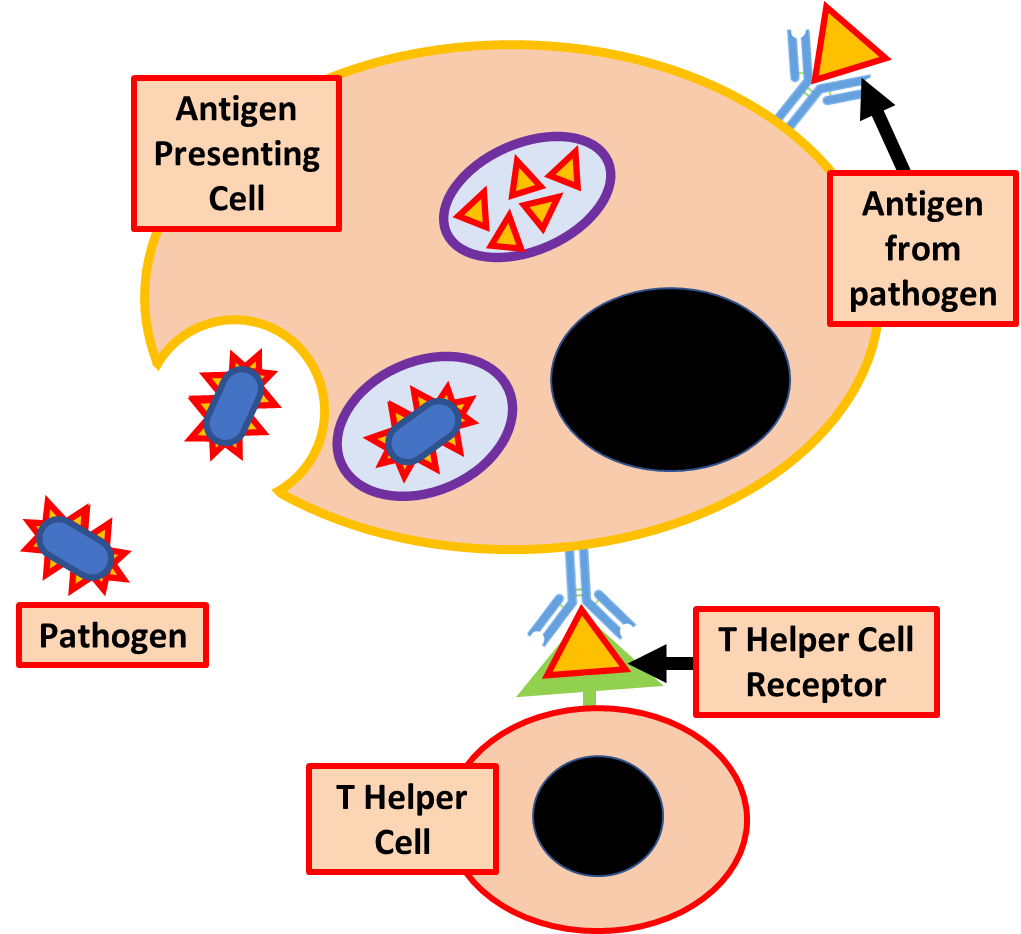 Antigen
Presenting
Cell
Antigen
from
pathogen
Pathogen
T Helper Cell
Receptor
T Helper
Cell